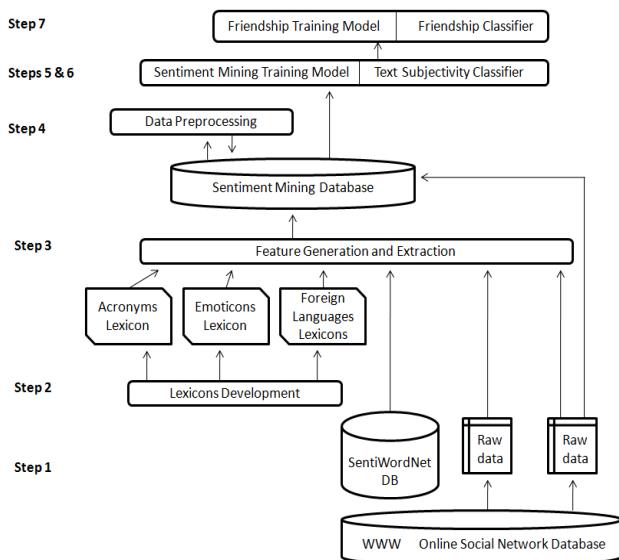 Step 7
Friendship Training Model
Friendship Classifier
Steps 5 & 6
Sentiment Mining Training Model
Text Subjectivity Classifier
Step 4
Data Preprocessing
Sentiment Mining Database
Step 3
Feature Generation and Extraction
Acronyms
Lexicon
Emoticons
Lexicon
Foreign
Languages
Lexicons
Step 2
Lexicons Development
Step 1
SentiWordNet
DB
Raw
data
Raw
data
WWW
Online Social Network Database